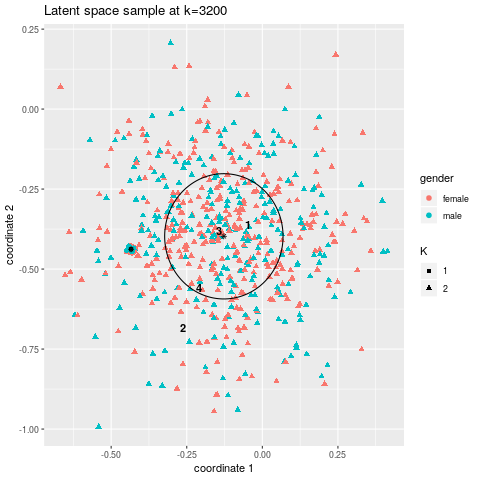 Latent space sample at k=3200
0.25
0.00
-0.25
-0.50
-0.75
-1.00
coordinate 2
1
3
4
2
-0.50
-0.25
0.00
0.25
coordinate 1
gender
female
male
K
1
2